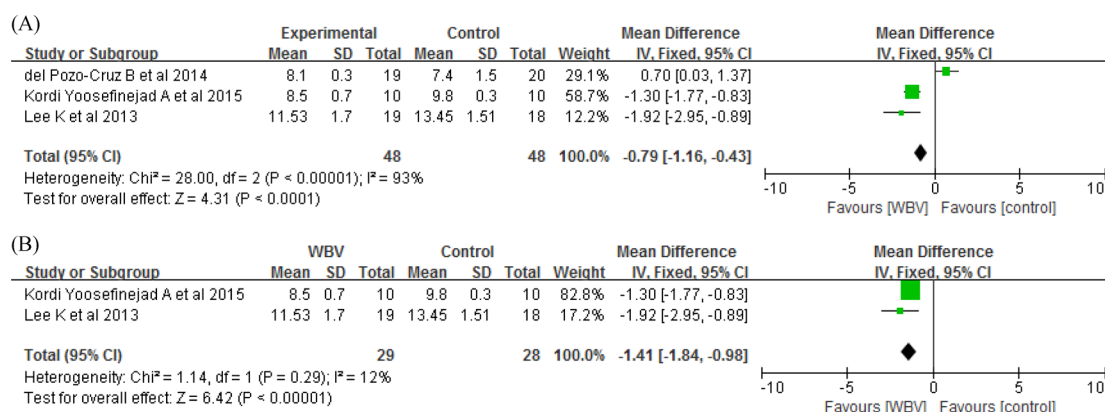 (A)
Experimental Control Mean Difference Mean Difference
Study or Subgroup Mean SD Total Mean SD Total Weight IV, Fixed, 95% CI IV, Fixed, 95% CI
del Pozo-Cruz B et al 2014 8.1 0.3 19 7.4 1.5 20 29.1% 0.70 [0.03, 1.37]
Kordi Yoosefinejad A et al 2015 8.5 0.7 10 9.8 0.3 10 58.7% -1.30 [-1.77, -0.83]
Lee K et al 2013 11.53 1.7 19 13.45 1.51 18 12.2% -1.92 [-2.95, -0.89]
Total (95% CI) 48 48 100.0% -0.79 [-1.16, -0.43]
Heterogeneity: Chi² = 28.00, df = 2 (P < 0.00001); I² = 93%
Test for overall effect: Z = 4.31 (P < 0.0001)
-10 -5 0 5 10
Favours [WBV] Favours [control]
(B)
WBV Control Mean Difference Mean Difference
Study or Subgroup Mean SD Total Mean SD Total Weight IV, Fixed, 95% CI IV, Fixed, 95% CI
Kordi Yoosefinejad A et al 2015 8.5 0.7 10 9.8 0.3 10 82.8% -1.30 [-1.77, -0.83]
Lee K et al 2013 11.53 1.7 19 13.45 1.51 18 17.2% -1.92 [-2.95, -0.89]
Total (95% CI) 29 28 100.0% -1.41 [-1.84, -0.98]
Heterogeneity: Chi² = 1.14, df = 1 (P = 0.29); I² = 12%
Test for overall effect: Z = 6.42 (P < 0.00001)
-10 -5 0 5 10
Favours [WBV] Favours [control]